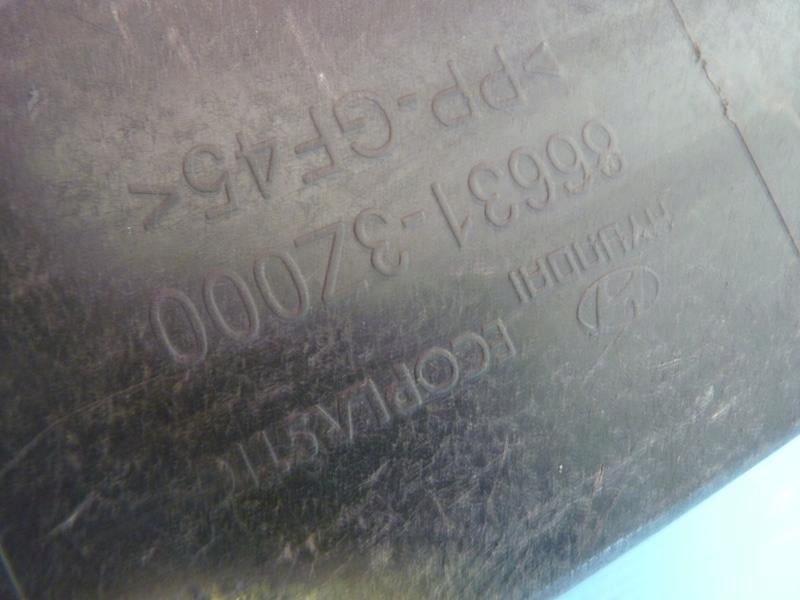 ECOPLASTIC
HYUNDAI
86631-3Z000
>PP-GF45<